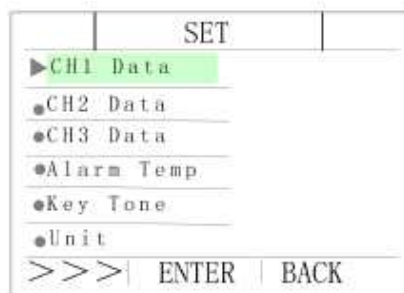 SET
▶CH1 Data
●CH2 Data
●CH3 Data
●Alarm Temp
●Key Tone
●Unit
>>> ENTER BACK